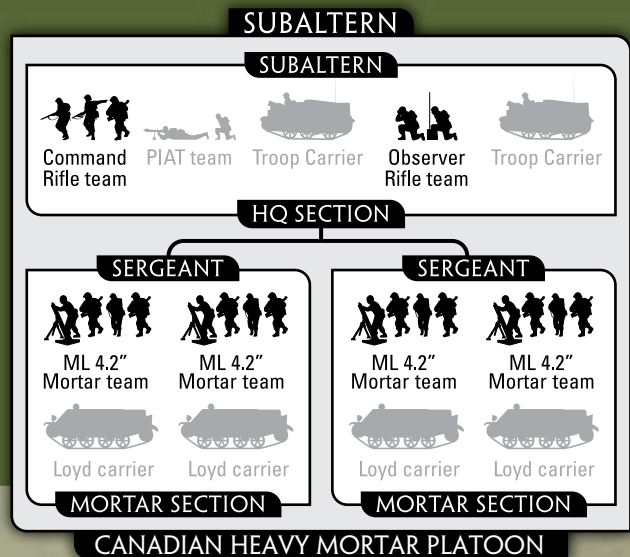 SUBALTERN
SUBALTERN
Command Rifle team
PIAT team
Troop Carrier
Observer Rifle team
Troop Carrier
HQ SECTION
SERGEANT
SERGEANT
ML 4.2” Mortar team
ML 4.2” Mortar team
ML 4.2” Mortar team
ML 4.2” Mortar team
Loyd carrier
Loyd carrier
Loyd carrier
Loyd carrier
MORTAR SECTION
MORTAR SECTION
CANADIAN HEAVY MORTAR PLATOON